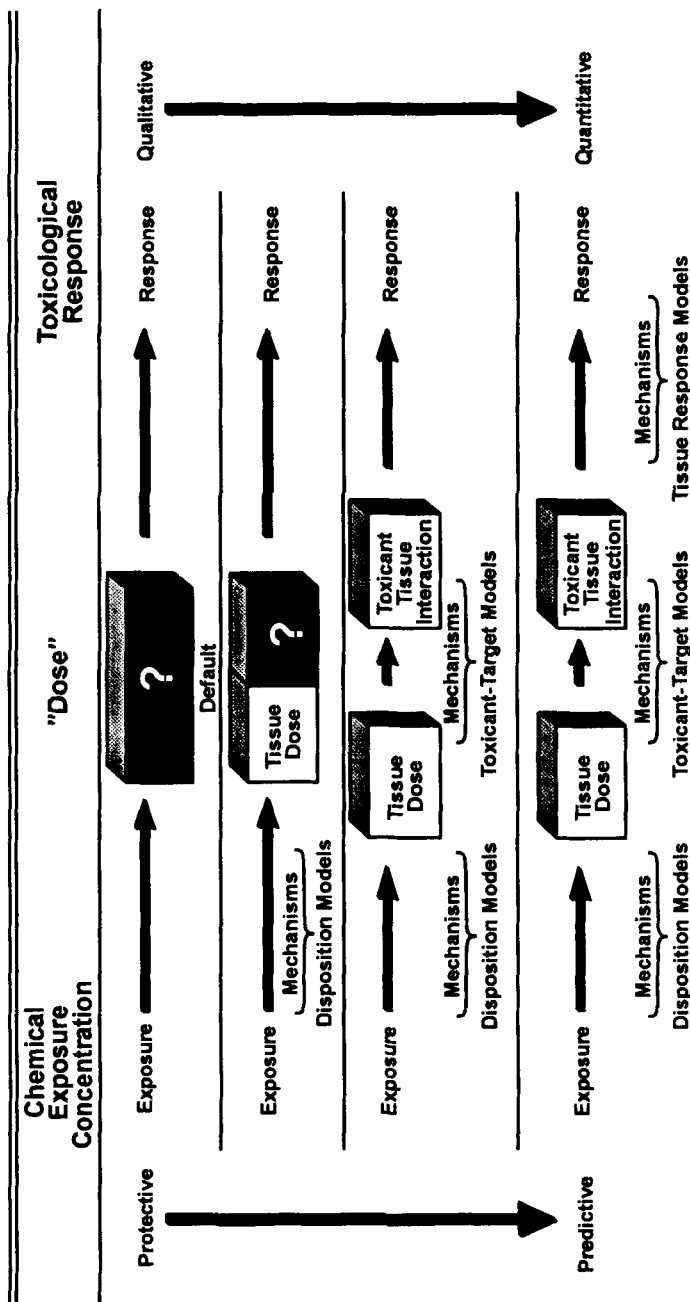 Chemical
Exposure
Concentration
"Dose"
Toxicological
Response
Protective
Exposure
?
Default
Response
Qualitative
Exposure
Mechanisms
Disposition Models
Tissue
Dose
?
Response
Exposure
Mechanisms
Disposition Models
Tissue
Dose
Mechanisms
Toxicant-Target Models
Toxicant
Tissue
Interaction
Response
Predictive
Exposure
Mechanisms
Disposition Models
Tissue
Dose
Mechanisms
Toxicant-Target Models
Toxicant
Tissue
Interaction
Mechanisms
Tissue Response Models
Response
Quantitative